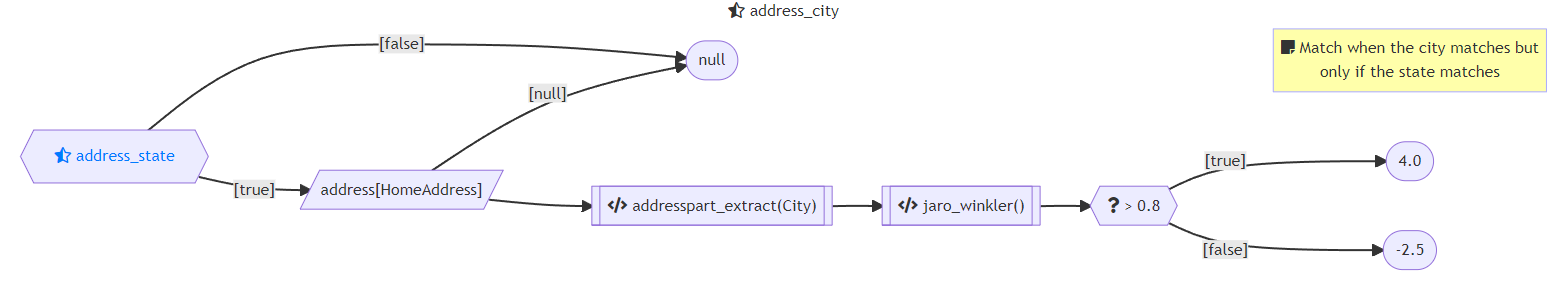 address_city
[false]
null
Match when the city matches but
only if the state matches
[null]
address_state
[true]
address[HomeAddress]
addresspart_extract(City)
jaro_winkler()
> 0.8
[true]
4.0
[false]
-2.5